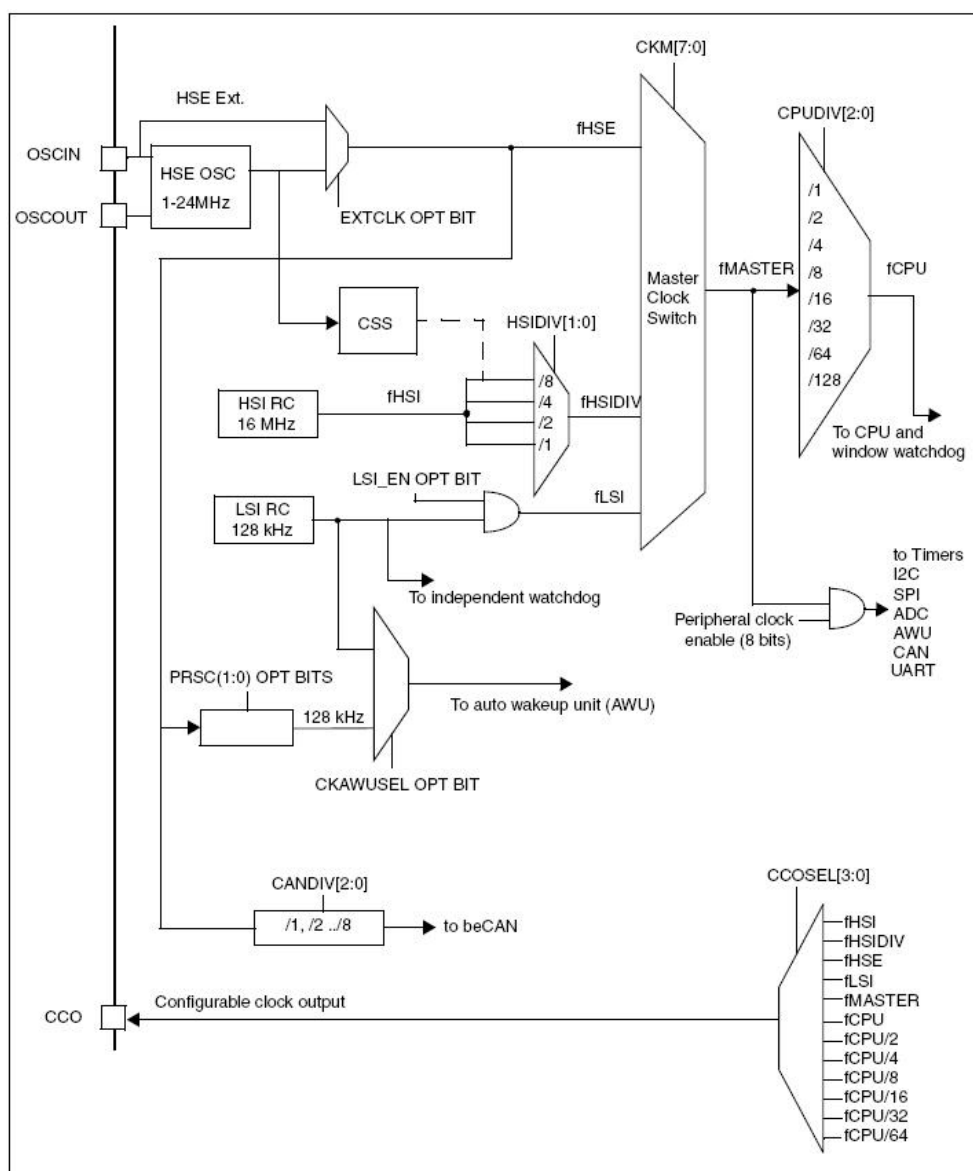 CKM[7:0]
HSE Ext.
CPUDIV[2:0]
fHSE
OSCIN
HSE OSC
1-24MHz
OSCOUT
EXTCLK OPT BIT
/1
/2
/4
/8
/16
/32
/64
/128
fMASTER
fCPU
Master
Clock
Switch
CSS
HSIDIV[1:0]
/8
/4
/2
/1
HSI RC
16 MHz
fHSI
fHSIDIV
To CPU and
window watchdog
LSI_EN OPT BIT
LSI RC
128 kHz
fLSI
To independent watchdog
Peripheral clock
enable (8 bits)
to Timers
I2C
SPI
ADC
AWU
CAN
UART
PRSC(1:0) OPT BITS
128 kHz
To auto wakeup unit (AWU)
CKAWUSEL OPT BIT
CANDIV[2:0]
/1, /2 ../8
to beCAN
CCOSEL[3:0]
fHSI
fHSIDIV
fHSE
fLSI
fMASTER
fCPU
fCPU/2
fCPU/4
fCPU/8
fCPU/16
fCPU/32
fCPU/64
CCO
Configurable clock output